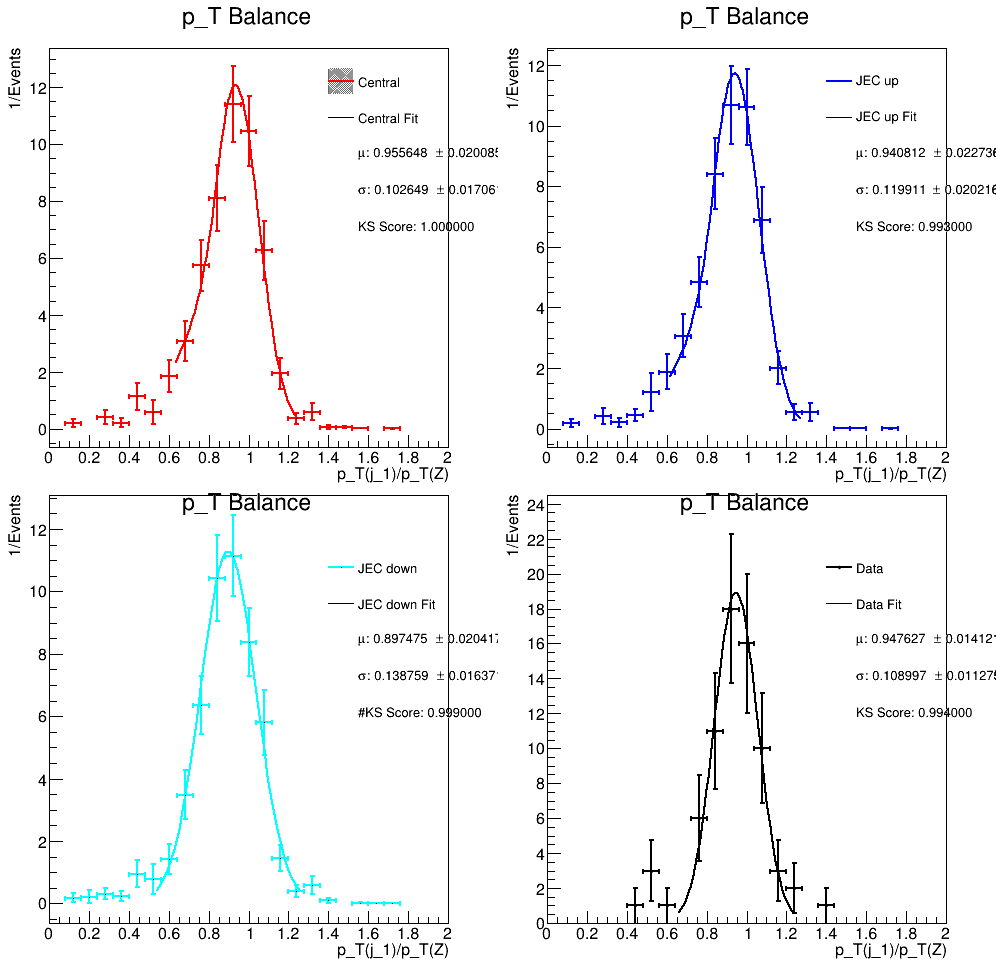 p_T Balance
1/Events
12
10
8
6
4
2
0
Central
Central Fit
μ: 0.955648 ± 0.020085
σ: 0.102649 ± 0.01706
KS Score: 1.000000
0 0.2 0.4 0.6 0.8 1 1.2 1.4 1.6 1.8 2
p_T(j_1)/p_T(Z)
p_T Balance
1/Events
12
10
8
6
4
2
0
JEC up
JEC up Fit
μ: 0.940812 ± 0.022736
σ: 0.119911 ± 0.020216
KS Score: 0.993000
0 0.2 0.4 0.6 0.8 1 1.2 1.4 1.6 1.8 2
p_T(j_1)/p_T(Z)
p_T Balance
1/Events
12
10
8
6
4
2
0
JEC down
JEC down Fit
μ: 0.897475 ± 0.020417
σ: 0.138759 ± 0.01637
#KS Score: 0.999000
0 0.2 0.4 0.6 0.8 1 1.2 1.4 1.6 1.8 2
p_T(j_1)/p_T(Z)
p_T Balance
1/Events
24
22
20
18
16
14
12
10
8
6
4
2
0
Data
Data Fit
μ: 0.947627 ± 0.01412
σ: 0.108997 ± 0.011275
KS Score: 0.994000
0 0.2 0.4 0.6 0.8 1 1.2 1.4 1.6 1.8 2
p_T(j_1)/p_T(Z)